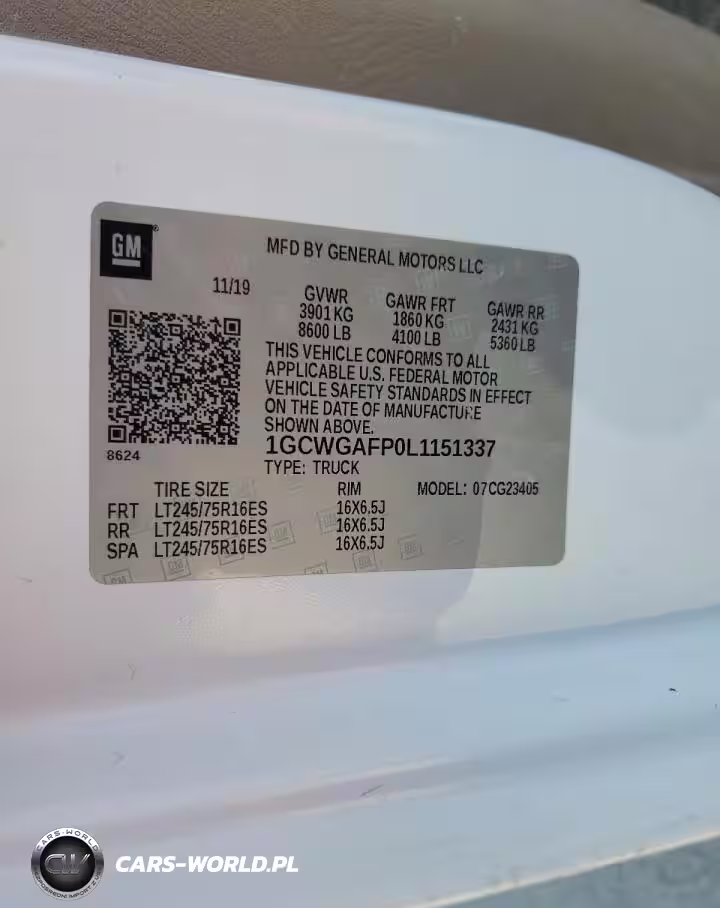 GM
MFD BY GENERAL MOTORS LLC
11/19
GVWR GAWR FRT GAWR RR
3901 KG 1860 KG 2431 KG
8600 LB 4100 LB 5360 LB
THIS VEHICLE CONFORMS TO ALL
APPLICABLE U.S. FEDERAL MOTOR
VEHICLE SAFETY STANDARDS IN EFFECT
ON THE DATE OF MANUFACTURE
SHOWN ABOVE.
8624
1GCWGAFP0L1151337
TYPE: TRUCK
TIRE SIZE RIM MODEL: 07CG23405
FRT LT245/75R16ES 16X6.5J
RR LT245/75R16ES 16X6.5J
SPA LT245/75R16ES 16X6.5J
CARS-WORLD
CW
CARS-WORLD.PL